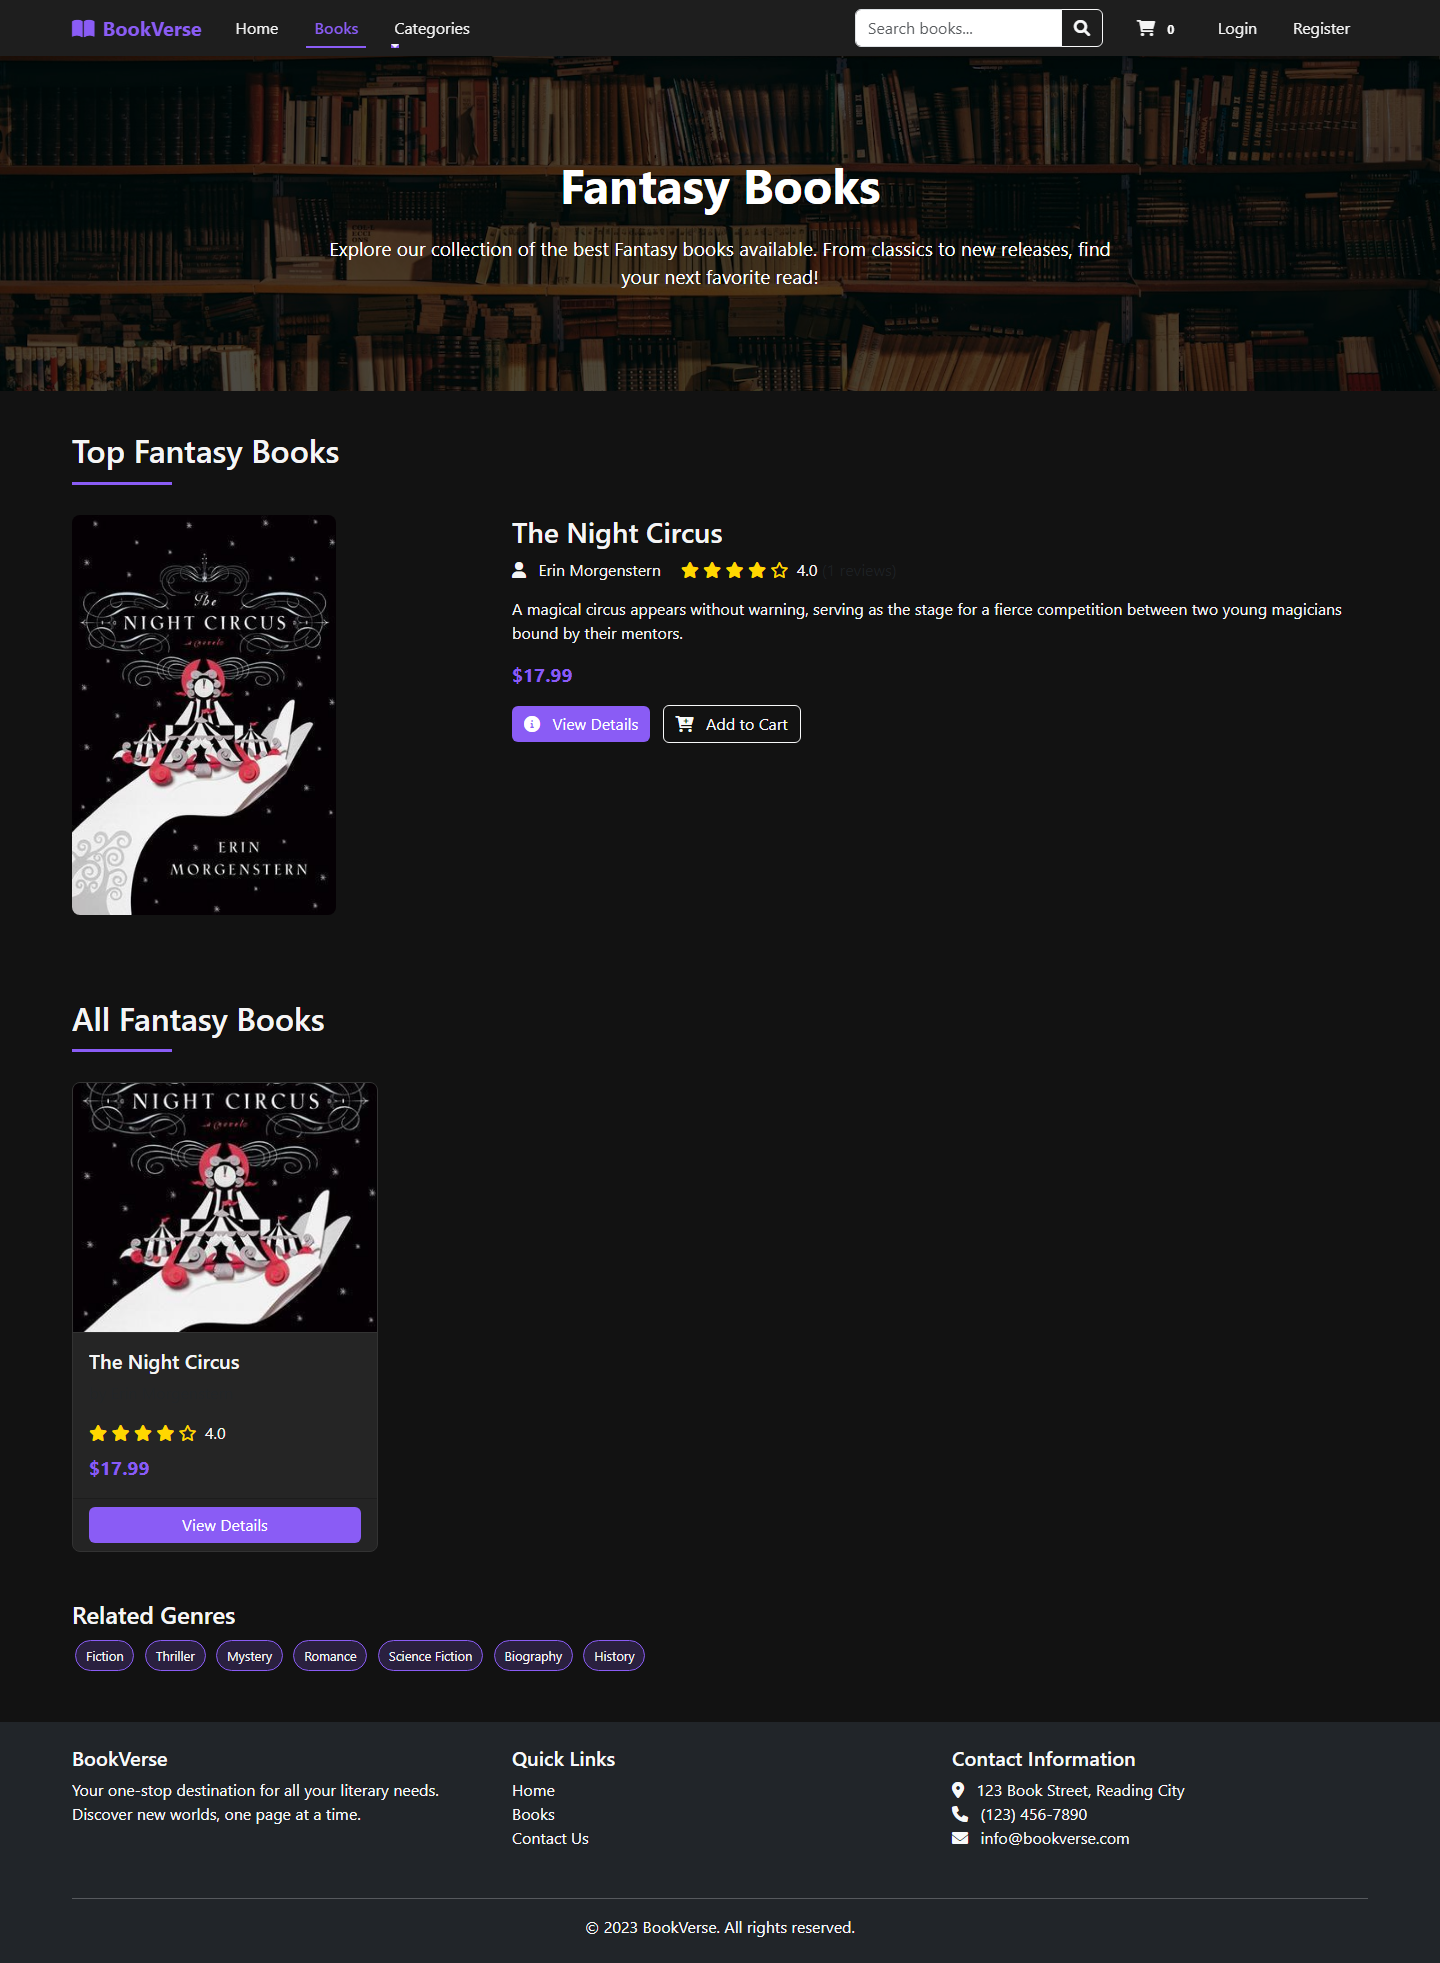 BookVerse
Home
Books
Categories
Search books...
0
Login
Register
Fantasy Books
Explore our collection of the best Fantasy books available. From classics to new releases, find
your next favorite read!
Top Fantasy Books
The
NIGHT CIRCUS
a novel
ERIN
MORGENSTERN
The Night Circus
Erin Morgenstern
4.0 (1 reviews)
A magical circus appears without warning, serving as the stage for a fierce competition between two young magicians
bound by their mentors.
$17.99
View Details
Add to Cart
All Fantasy Books
NIGHT CIRCUS
a novel
The Night Circus
4.0
$17.99
View Details
Related Genres
Fiction
Thriller
Mystery
Romance
Science Fiction
Biography
History
BookVerse
Your one-stop destination for all your literary needs.
Discover new worlds, one page at a time.
Quick Links
Home
Books
Contact Us
Contact Information
123 Book Street, Reading City
(123) 456-7890
info@bookverse.com
© 2023 BookVerse. All rights reserved.